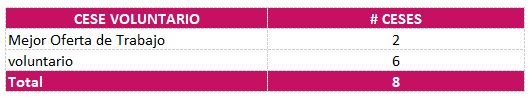 CESE VOLUNTARIO # CESES
Mejor Oferta de Trabajo 2
voluntario 6
Total 8